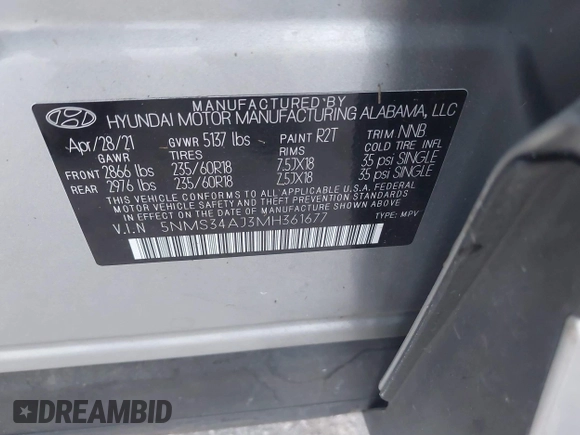 MANUFACTURED BY
HYUNDAI MOTOR MANUFACTURING ALABAMA, LLC
Apr/28/21 GVWR 5137 lbs PAINT R2T TRIM NNB
GAWR TIRES RIMS COLD TIRE INFL
FRONT 2866 lbs 235/60R18 7.5JX18 35 psi SINGLE
REAR 2976 lbs 235/60R18 7.5JX18 35 psi SINGLE
THIS VEHICLE CONFORMS TO ALL APPLICABLE U.S.A. FEDERAL
MOTOR VEHICLE SAFETY AND THEFT PREVENTION STANDARDS
IN EFFECT ON THE DATE OF MANUFACTURE SHOWN ABOVE.
V.I.N 5NMS34AJ3MH361677 TYPE: MPV
DREAMBID